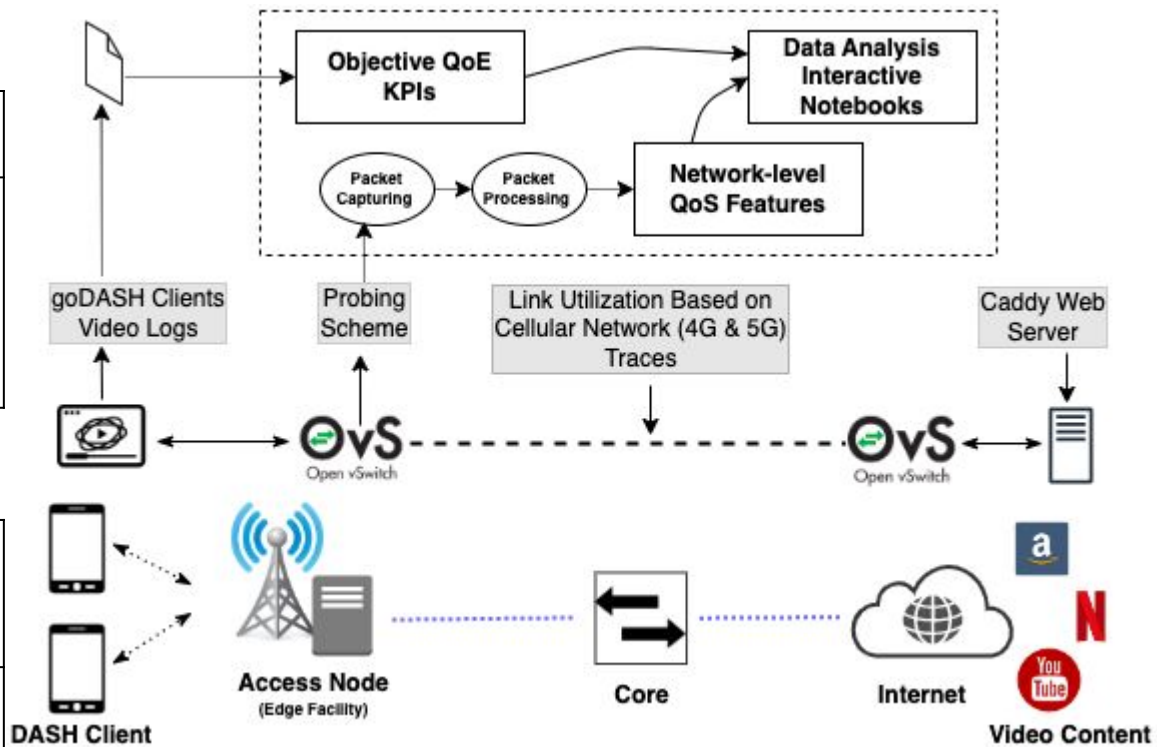 Objective QoE
KPIs
Data Analysis
Interactive
Notebooks
Packet
Capturing
Packet
Processing
Network-level
QoS Features
goDASH Clients
Video Logs
Probing
Scheme
Link Utilization Based on
Cellular Network (4G & 5G)
Traces
Caddy Web
Server
OvS
Open vSwitch
OvS
Open vSwitch
a
N
You
Tube
Access Node
(Edge Facility)
Core
Internet
DASH Client
Video Content